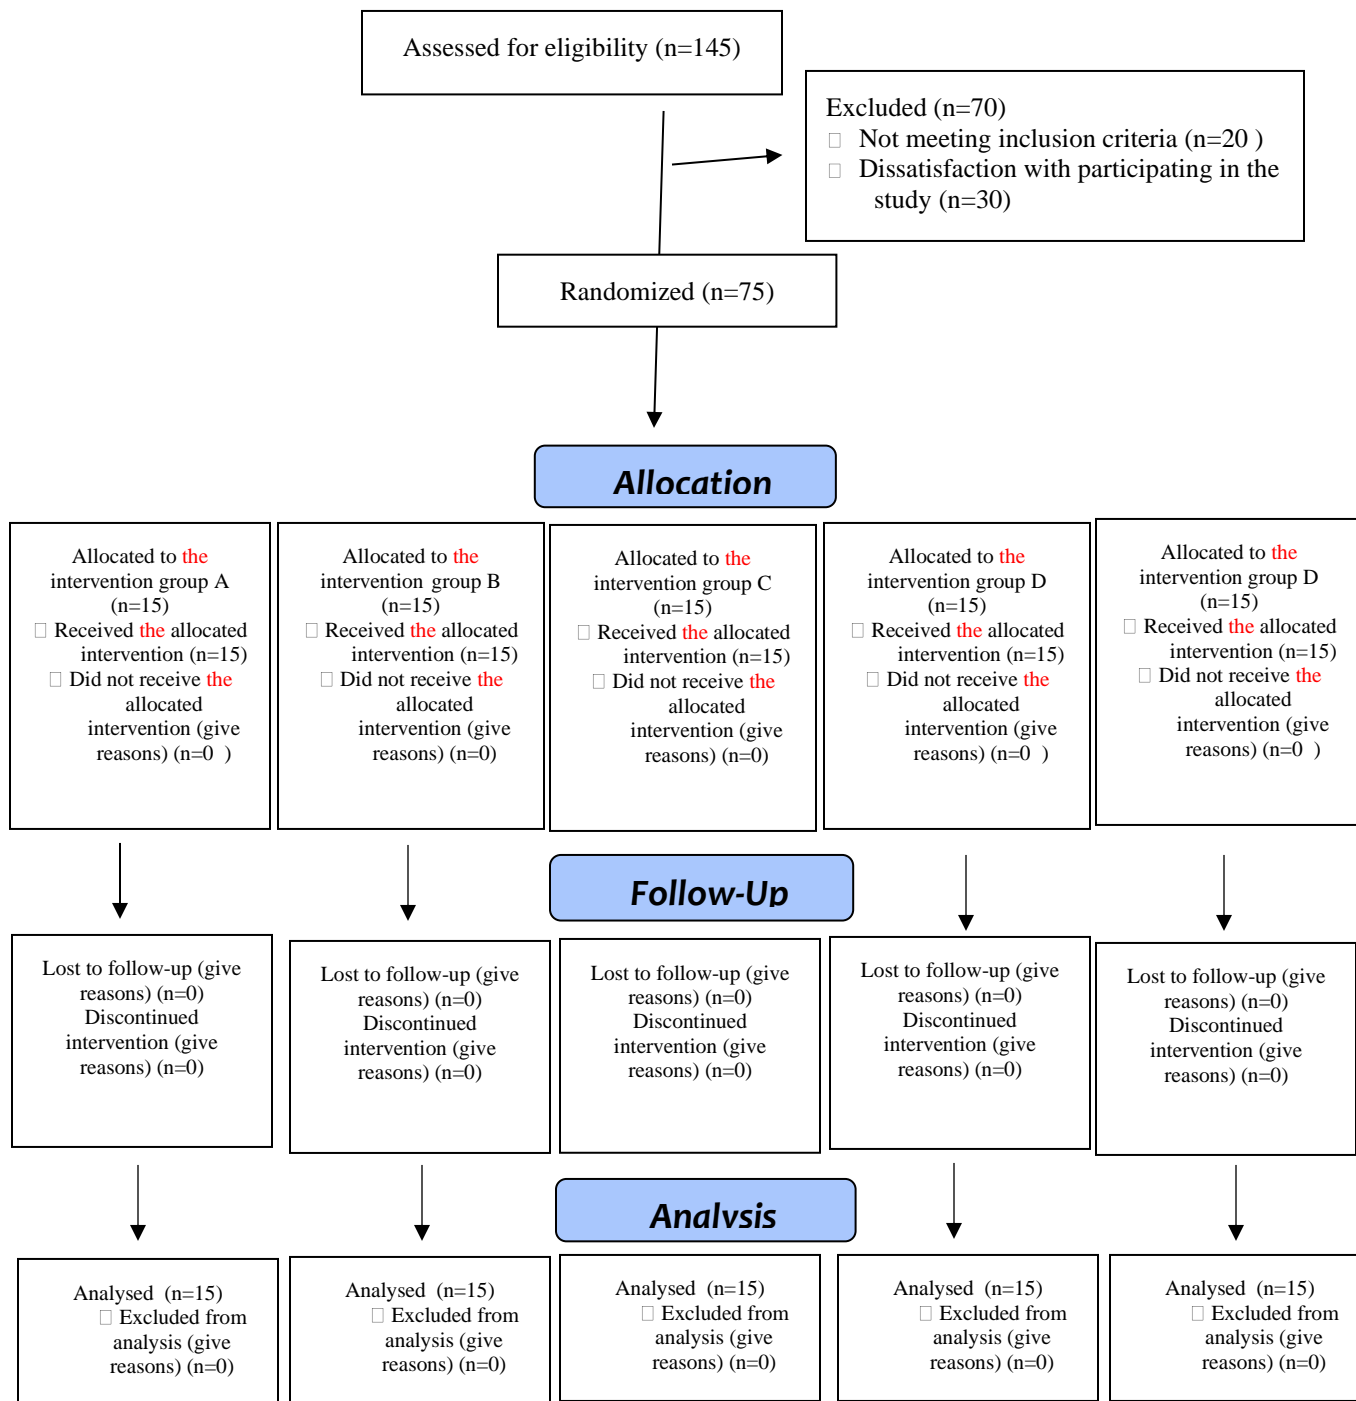 Assessed for eligibility (n=145)
Excluded (n=70)
□ Not meeting inclusion criteria (n=20 )
□ Dissatisfaction with participating in the
study (n=30)
Randomized (n=75)
Allocation
Allocated to the
intervention group A
(n=15)
□ Received the allocated
intervention (n=15)
□ Did not receive the
allocated
intervention (give
reasons) (n=0 )
Allocated to the
intervention group B
(n=15)
□ Received the allocated
intervention (n=15)
□ Did not receive the
allocated
intervention (give
reasons) (n=0)
Allocated to the
intervention group C
(n=15)
□ Received the allocated
intervention (n=15)
□ Did not receive the
allocated
intervention (give
reasons) (n=0)
Allocated to the
intervention group D
(n=15)
□ Received the allocated
intervention (n=15)
□ Did not receive the
allocated
intervention (give
reasons) (n=0 )
Allocated to the
intervention group D
(n=15)
□ Received the allocated
intervention (n=15)
□ Did not receive the
allocated
intervention (give
reasons) (n=0 )
Follow-Up
Lost to follow-up (give
reasons) (n=0)
Discontinued
intervention (give
reasons) (n=0)
Lost to follow-up (give
reasons) (n=0)
Discontinued
intervention (give
reasons) (n=0)
Lost to follow-up (give
reasons) (n=0)
Discontinued
intervention (give
reasons) (n=0)
Lost to follow-up (give
reasons) (n=0)
Discontinued
intervention (give
reasons) (n=0)
Lost to follow-up (give
reasons) (n=0)
Discontinued
intervention (give
reasons) (n=0)
Analysis
Analysed (n=15)
□ Excluded from
analysis (give
reasons) (n=0)
Analysed (n=15)
□ Excluded from
analysis (give
reasons) (n=0)
Analysed (n=15)
□ Excluded from
analysis (give
reasons) (n=0)
Analysed (n=15)
□ Excluded from
analysis (give
reasons) (n=0)
Analysed (n=15)
□ Excluded from
analysis (give
reasons) (n=0)